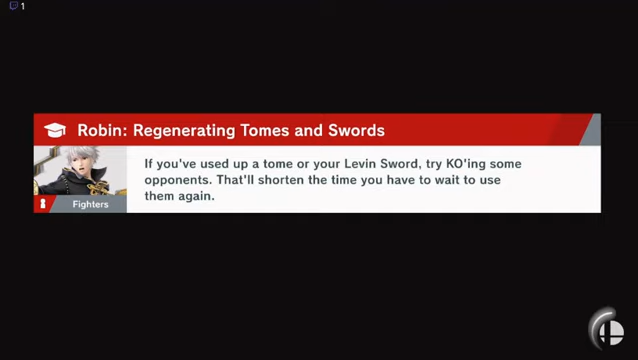 1
Robin: Regenerating Tomes and Swords
If you've used up a tome or your Levin Sword, try KO'ing some
opponents. That'll shorten the time you have to wait to use
them again.
Fighters